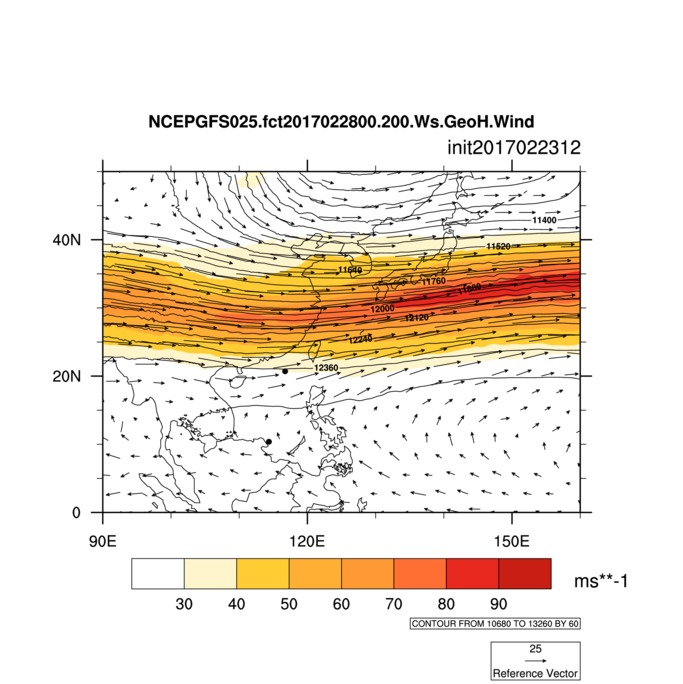 NCEPGFS025.fct2017022800.200.Ws.GeoH.Wind
init2017022312
11400
40N
11520
11640
11760
11880
12000
12120
12240
12360
20N
0
90E 120E 150E
ms**-1
30 40 50 60 70 80 90
CONTOUR FROM 10680 TO 13260 BY 60
25
Reference Vector